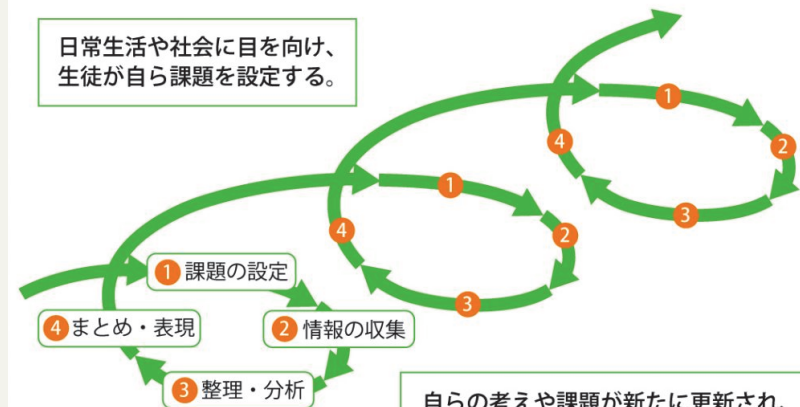 日常生活や社会に目を向け、
生徒が自ら課題を設定する。
1
2
4
3
1
2
4
3
1 課題の設定
4 まとめ・表現
2 情報の収集
3 整理・分析
自らの考えや課題が新たに更新され、